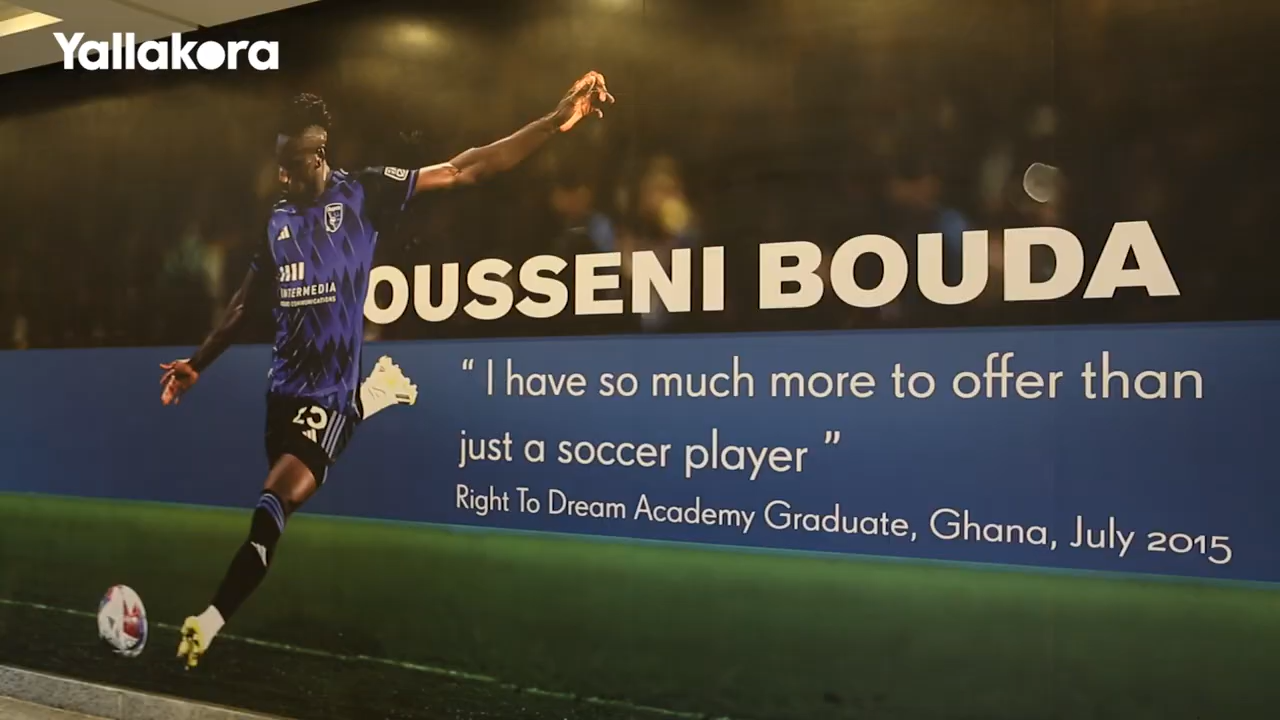 Yallakora
OUSSENI BOUDA
INTERMEDIA
“ I have so much more to offer than
just a soccer player ”
Right To Dream Academy Graduate, Ghana, July 2015